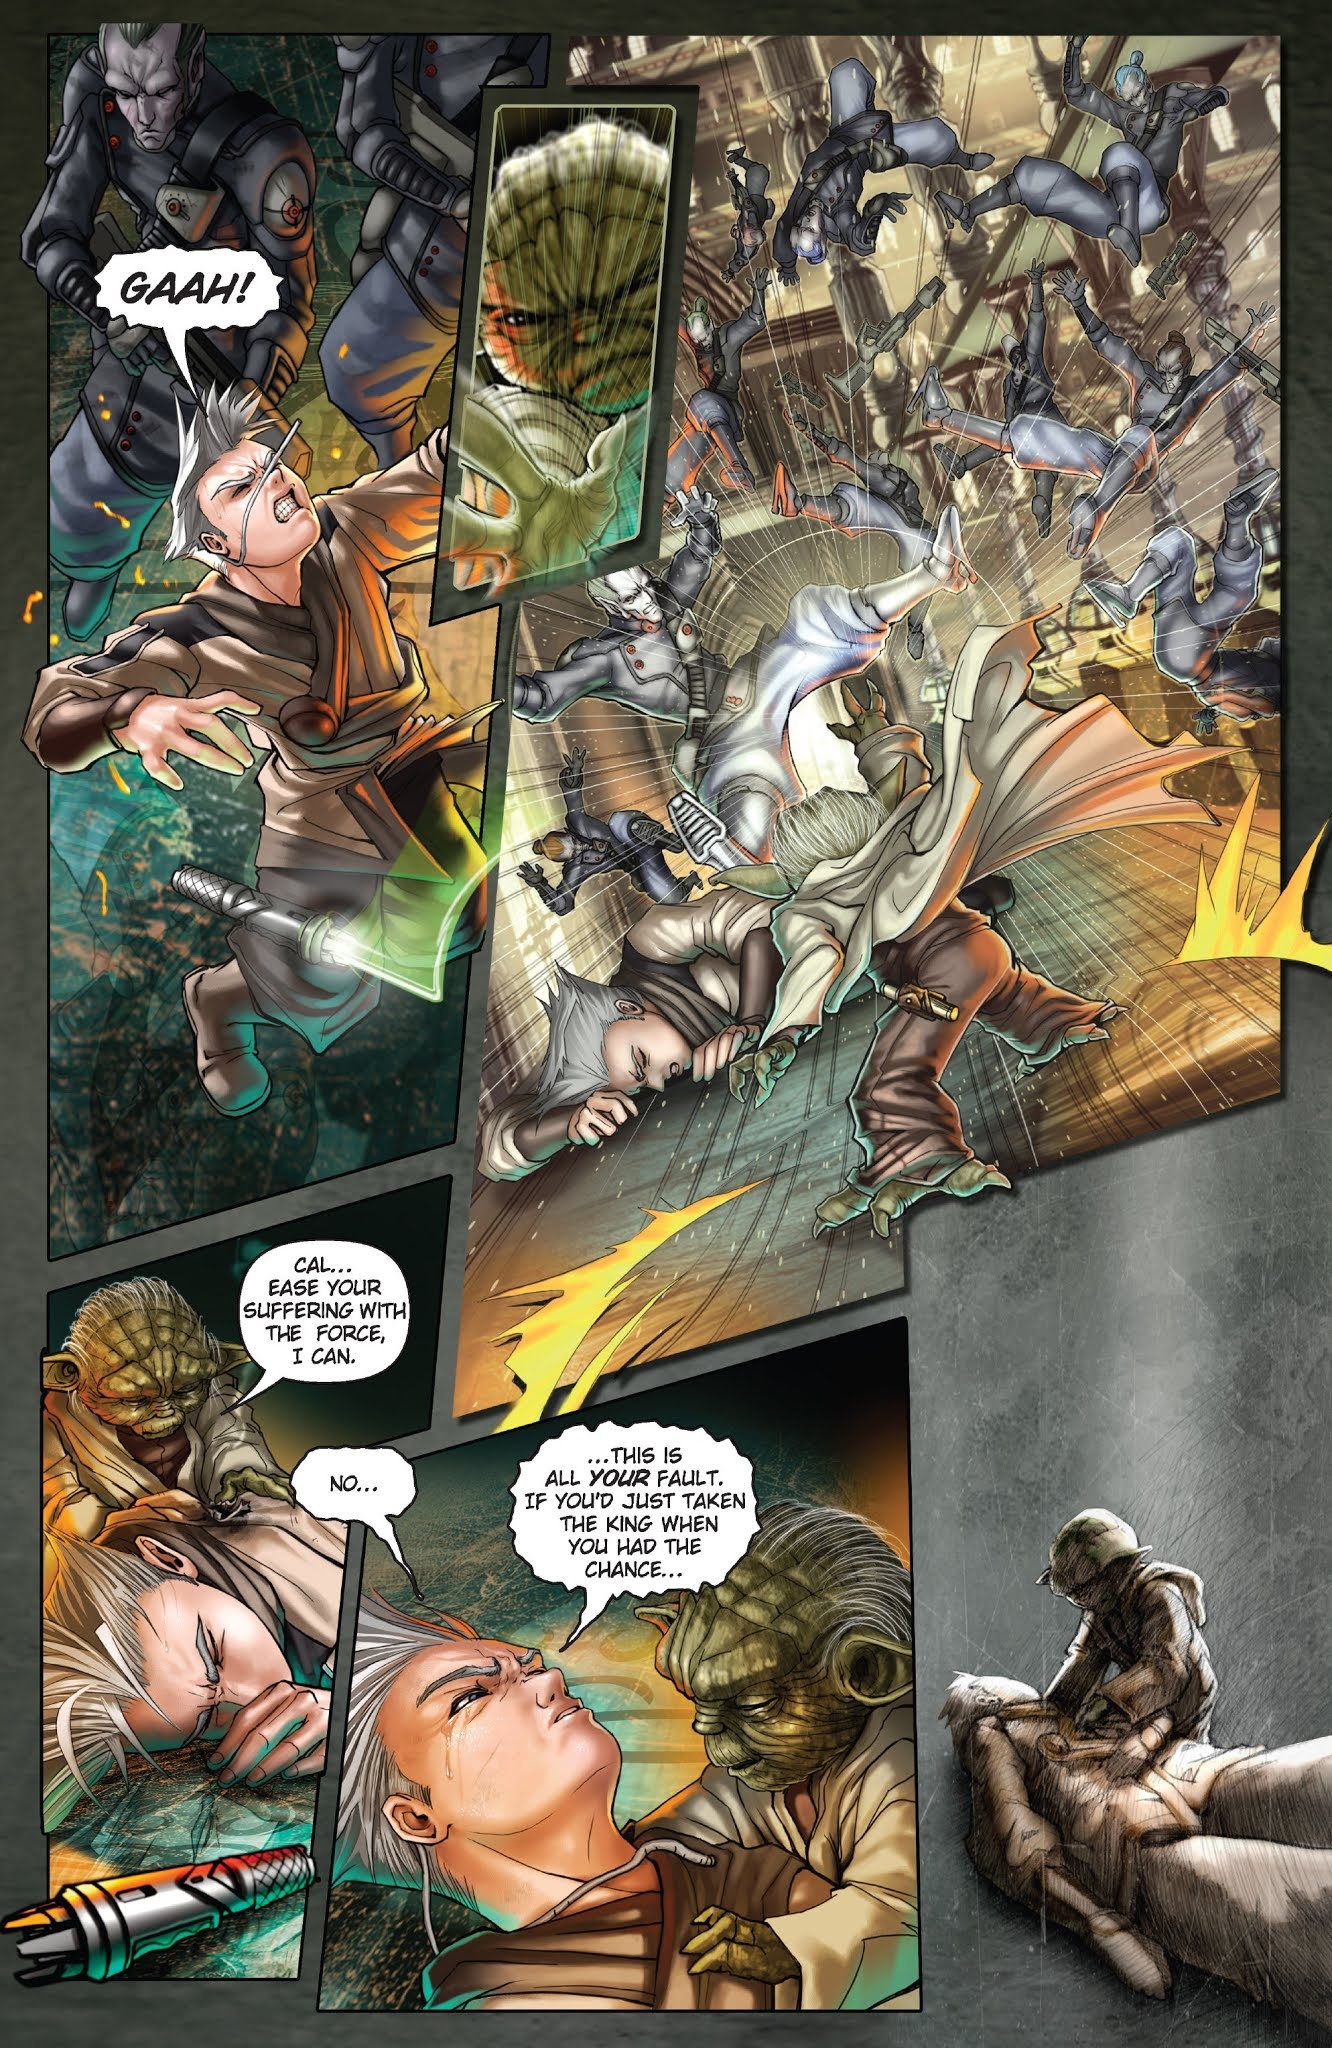 GAAH!
CAL...
EASE YOUR
SUFFERING WITH
THE FORCE,
I CAN.
NO...
...THIS IS
ALL YOUR FAULT.
IF YOU'D JUST TAKEN
THE KING WHEN
YOU HAD THE
CHANCE...